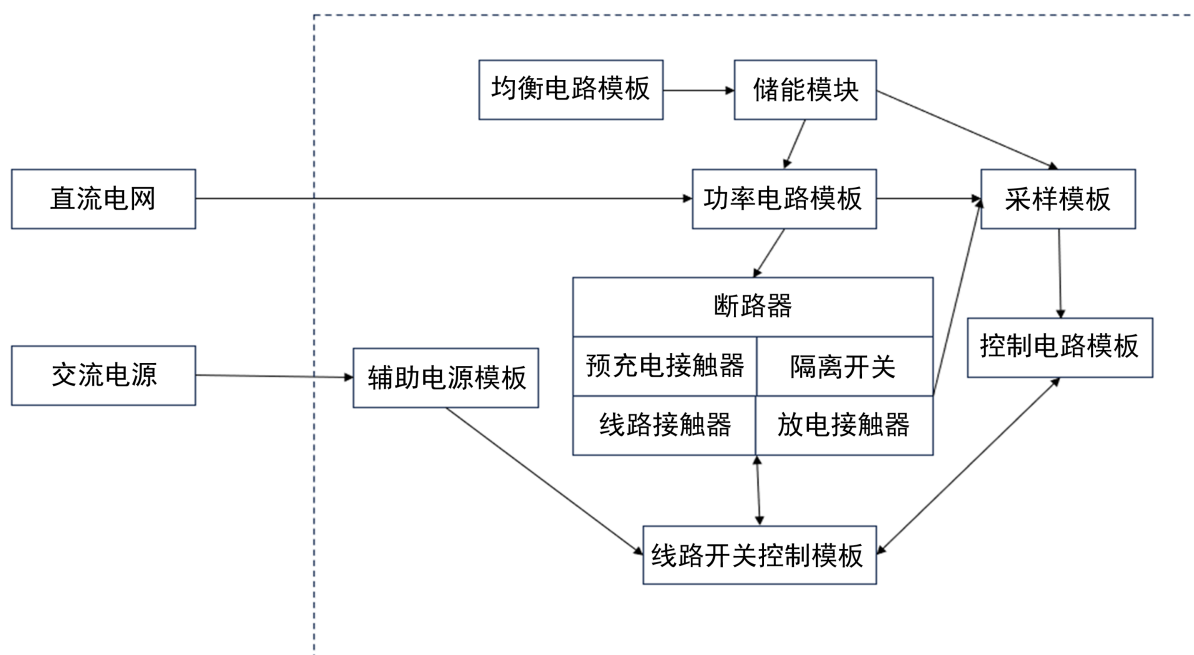 均衡电路模板
储能模块
直流电网
功率电路模板
采样模板
断路器
预充电接触器
隔离开关
控制电路模板
交流电源
辅助电源模板
线路接触器
放电接触器
线路开关控制模板